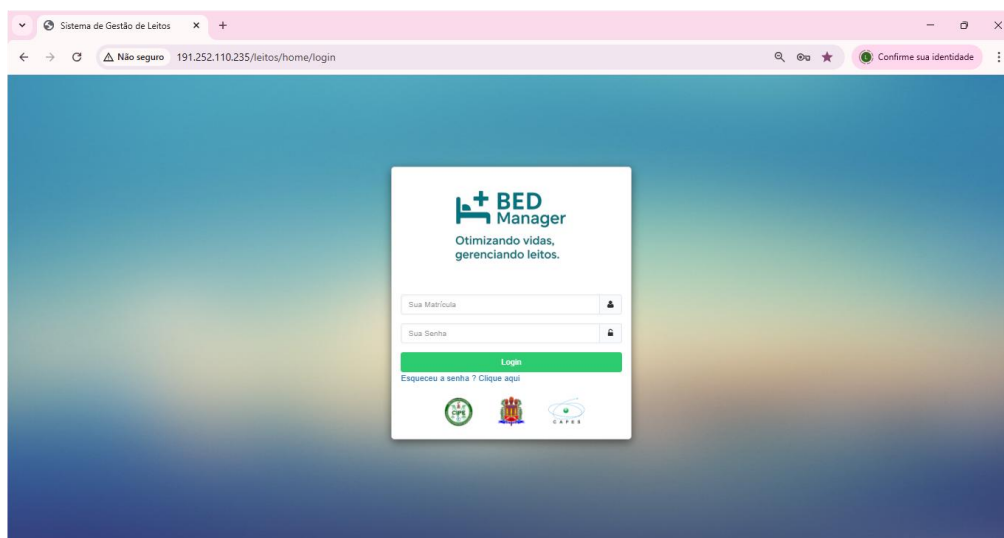 Sistema de Gestão de Leitos
Não seguro
191.252.110.235/leitos/home/login
Confirme sua identidade
BED
Manager
Otimizando vidas,
gerenciando leitos.
Sua Matrícula
Sua Senha
Login
Esqueceu a senha ? Clique aqui
CIPE
CAPES